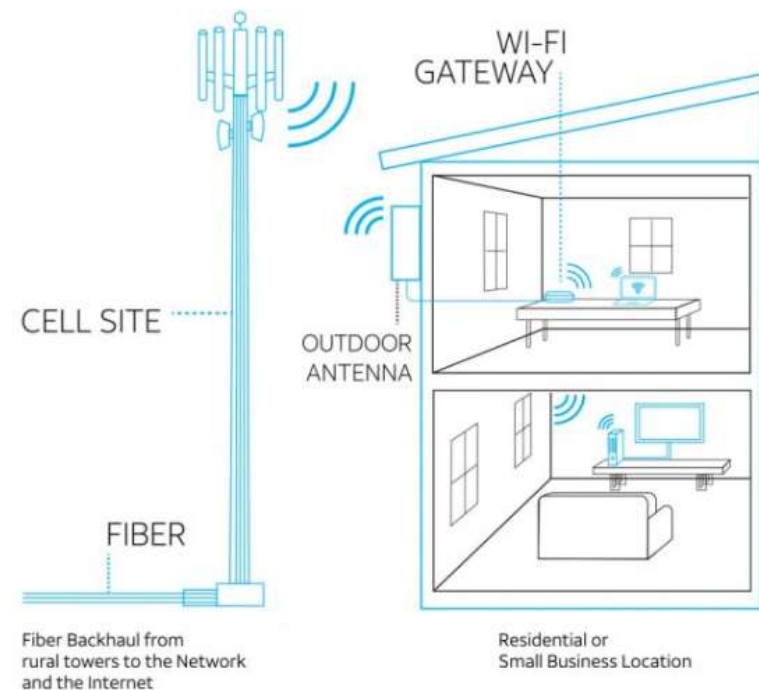 WI-FI
GATEWAY
CELL SITE
OUTDOOR
ANTENNA
FIBER
Fiber Backhaul from
rural towers to the Network
and the Internet
Residential or
Small Business Location